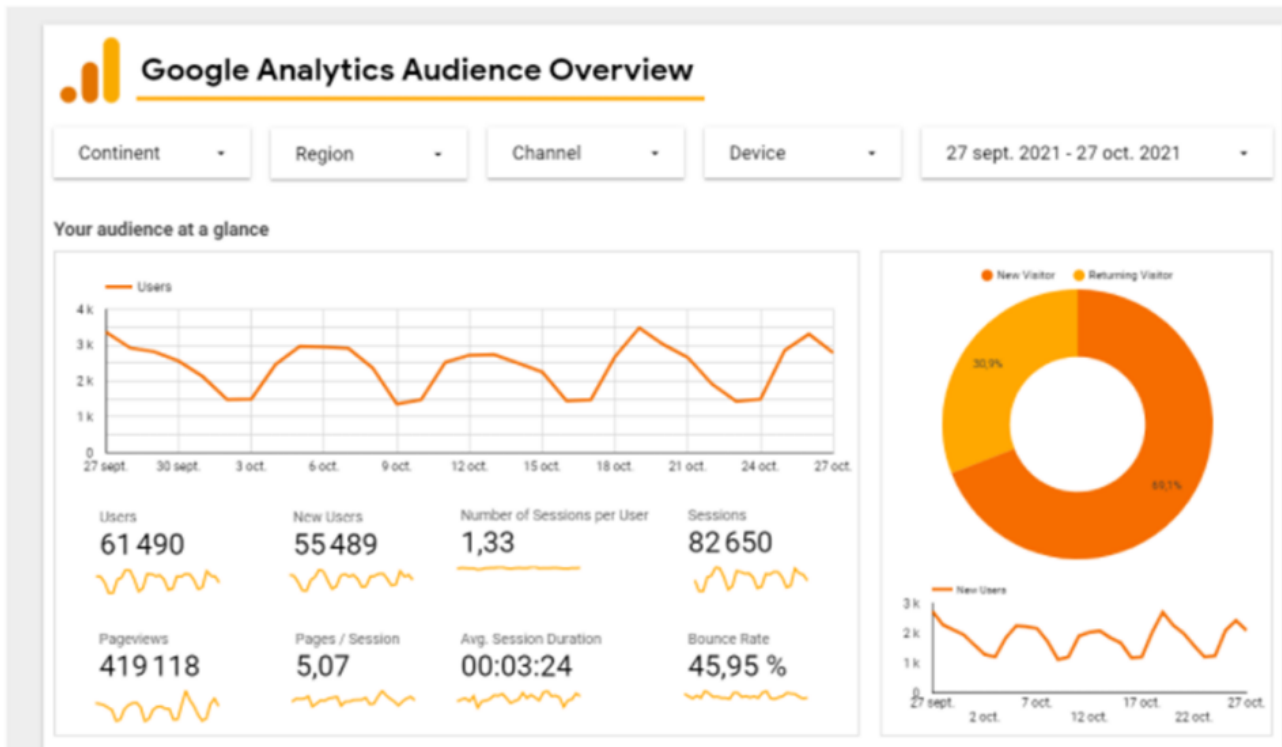 Google Analytics Audience Overview
Continent
Region
Channel
Device
27 sept. 2021 - 27 oct. 2021
Your audience at a glance
Users
4 k
3 k
2 k
1 k
0
27 sept. 30 sept. 3 oct. 6 oct. 9 oct. 12 oct. 15 oct. 18 oct. 21 oct. 24 oct. 27 oct.
Users
61 490
New Users
55 489
Number of Sessions per User
1,33
Sessions
82 650
Pageviews
419 118
Pages / Session
5,07
Avg. Session Duration
00:03:24
Bounce Rate
45,95 %
New Visitor Returning Visitor
30,9%
69,1%
New Users
3 k
2 k
1 k
0
27 sept. 7 oct. 17 oct. 27 oct.
2 oct. 12 oct. 22 oct.